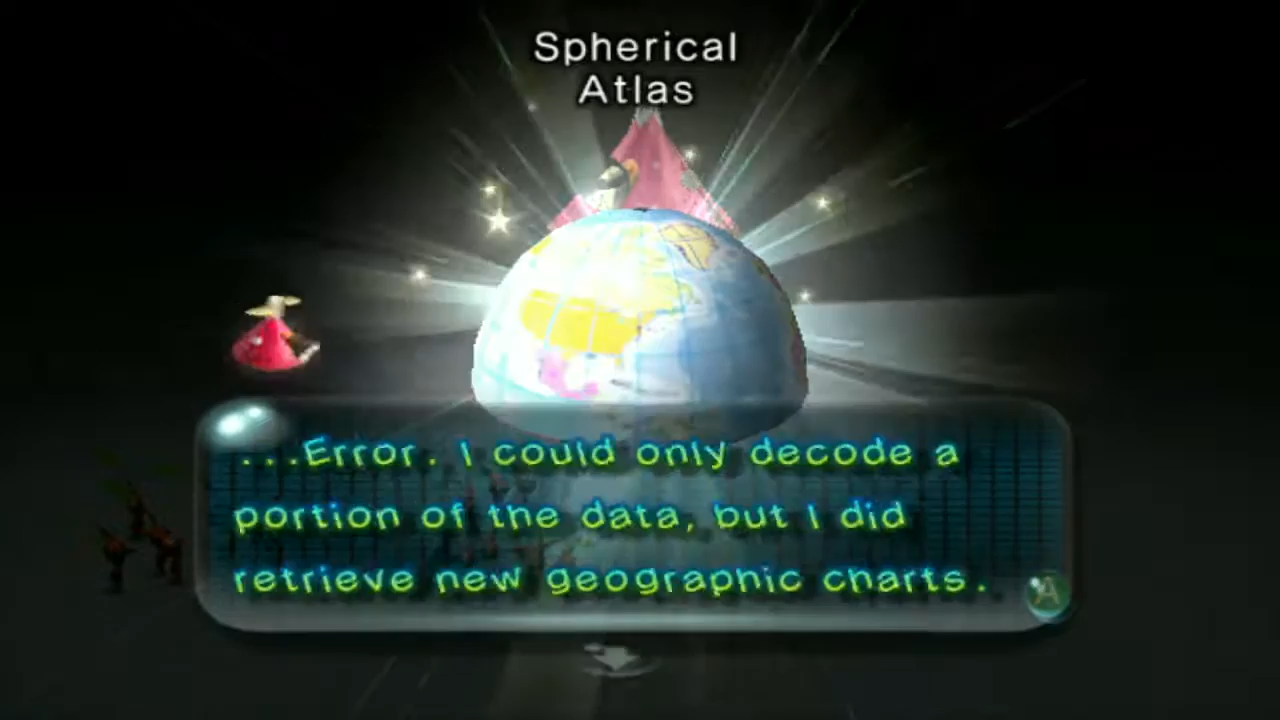 Spherical
Atlas
...Error. I could only decode a
portion of the data, but I did
retrieve new geographic charts.
A